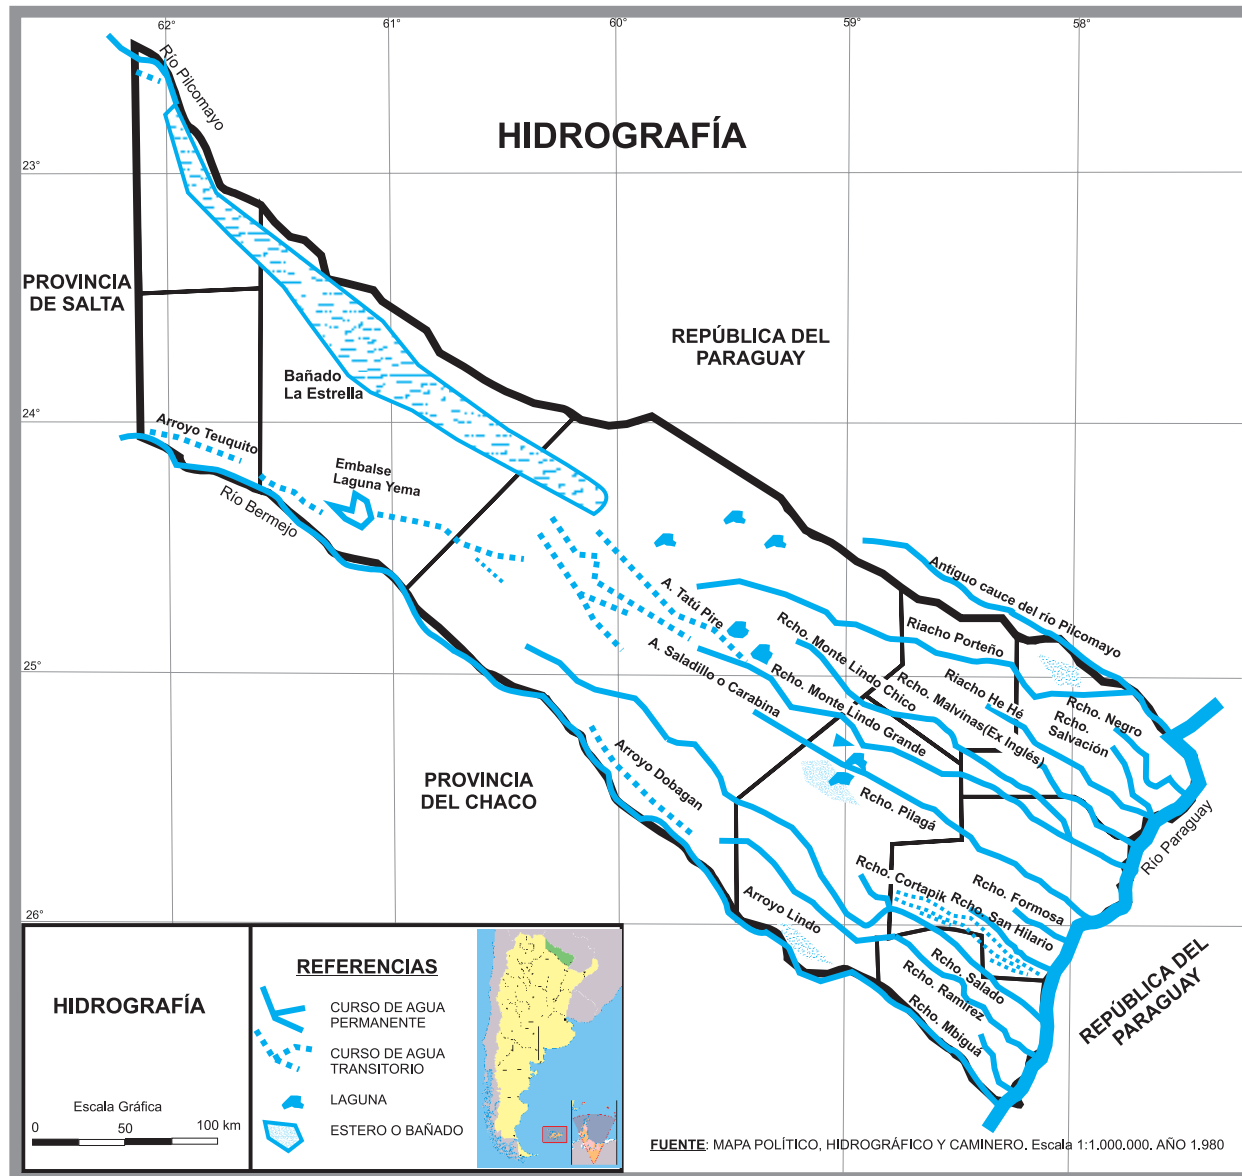 62°
61°
60°
59°
58°
Río Pilcomayo
HIDROGRAFÍA
23°
PROVINCIA
DE SALTA
REPÚBLICA DEL
PARAGUAY
Bañado
La Estrella
24°
Arroyo Teuquito
Embalse
Laguna Yema
Río Bermejo
Antiguo cauce del río Pilcomayo
A. Tatú Pire
Rcho. Monte Lindo Chico
Riacho Porteño
A. Saladillo o Carabina
Rcho. Monte Lindo Grande
Rcho. Malvinas(Ex Inglés)
Riacho He Hé
Rcho. Negro
Rcho.
Salvación
25°
Arroyo Dobagan
PROVINCIA
DEL CHACO
Rcho. Pilagá
Río Paraguay
Rcho. Cortapik
Rcho. San Hilario
Rcho. Formosa
Arroyo Lindo
26°
Rcho. Salado
Rcho. Ramírez
Rcho. Mbiguá
REPÚBLICA DEL
PARAGUAY
HIDROGRAFÍA
Escala Gráfica
0 50 100 km
REFERENCIAS
CURSO DE AGUA
PERMANENTE
CURSO DE AGUA
TRANSITORIO
LAGUNA
ESTERO O BAÑADO
FUENTE: MAPA POLÍTICO, HIDROGRÁFICO Y CAMINERO. Escala 1:1.000.000. AÑO 1.980